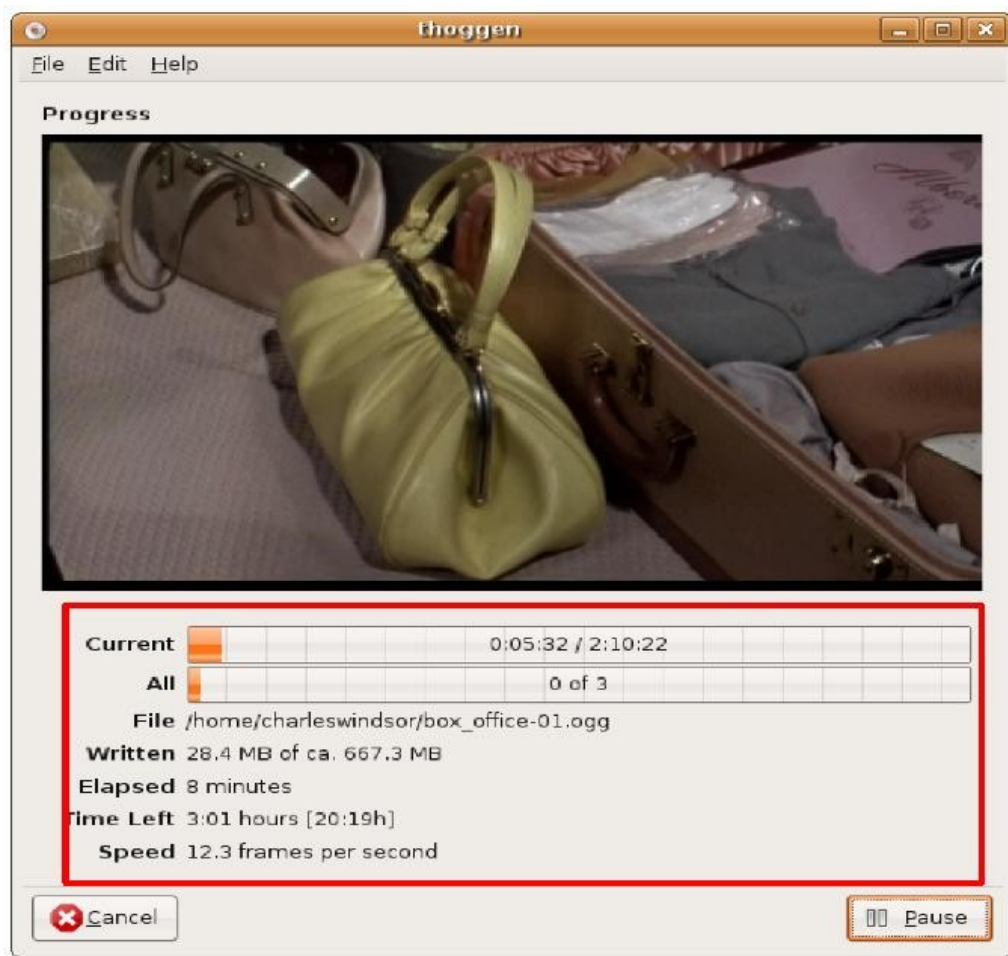 thoggen
File Edit Help
Progress
Alber
Current 0:05:32 / 2:10:22
All 0 of 3
File /home/charleswindsor/box_office-01.ogg
Written 28.4 MB of ca. 667.3 MB
Elapsed 8 minutes
Time Left 3:01 hours [20:19h]
Speed 12.3 frames per second
Cancel Pause